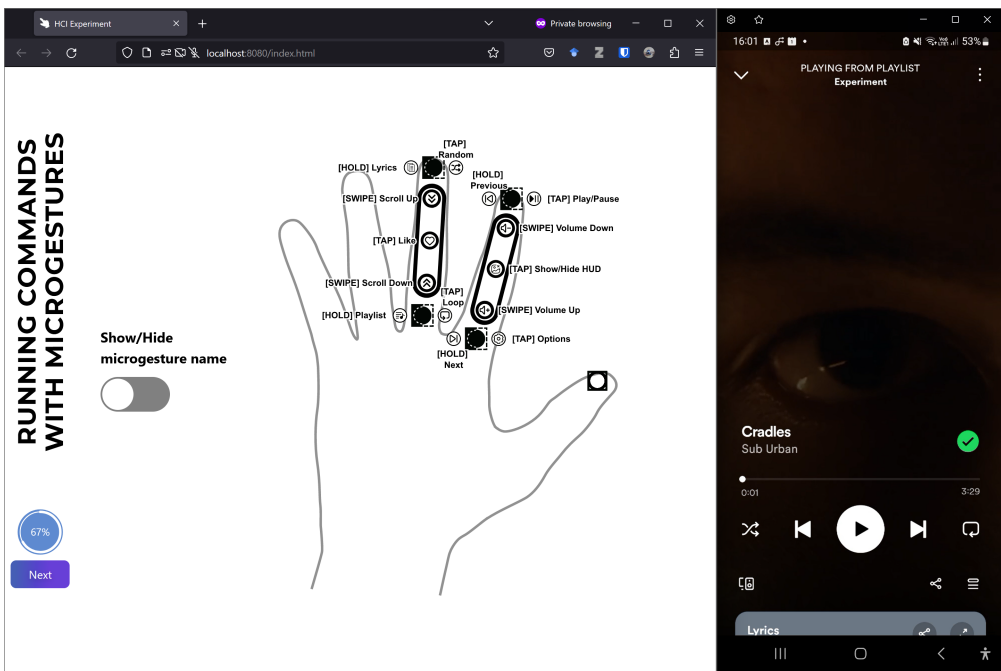 HCI Experiment
Private browsing
localhost:8080/index.html
RUNNING COMMANDS
WITH MICROGESTURES
Show/Hide
microgesture name
67%
Next
[TAP]
Random
[HOLD] Lyrics
[HOLD]
Previous
[SWIPE] Scroll Up
[TAP] Play/Pause
[SWIPE] Volume Down
[TAP] Like
[TAP] Show/Hide HUD
[SWIPE] Scroll Down
[TAP]
Loop
[HOLD] Playlist
[SWIPE] Volume Up
[TAP] Options
[HOLD]
Next
16:01
53%
PLAYING FROM PLAYLIST
Experiment
Cradles
Sub Urban
0:01
3:29
Lyrics